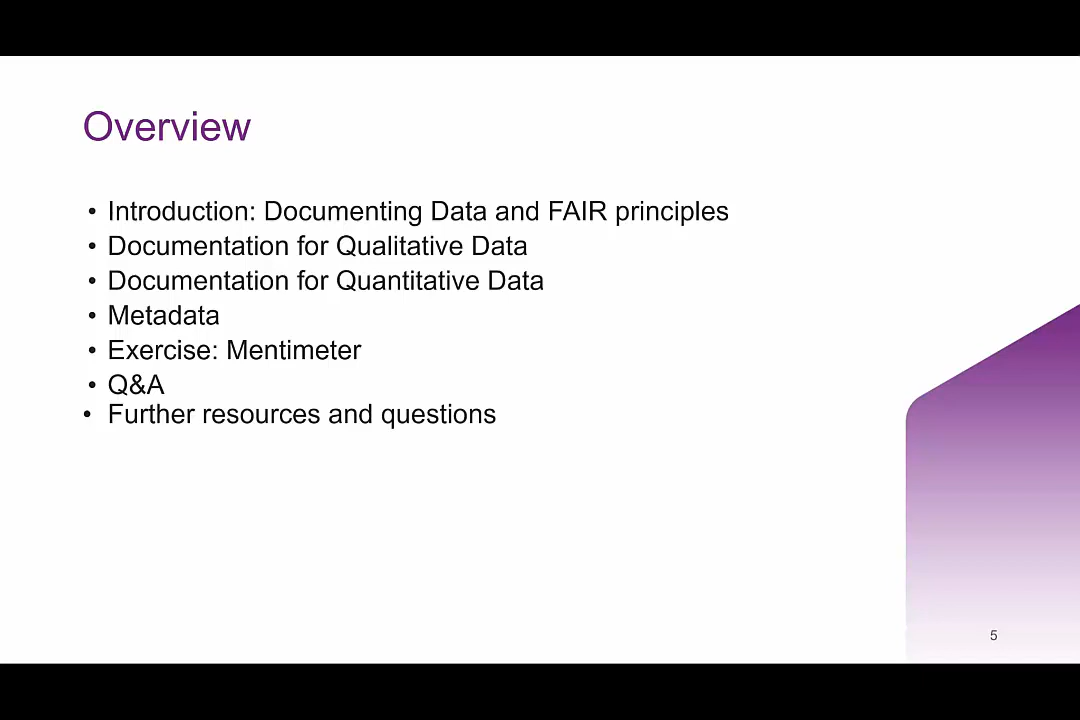 Overview
• Introduction: Documenting Data and FAIR principles
• Documentation for Qualitative Data
• Documentation for Quantitative Data
• Metadata
• Exercise: Mentimeter
• Q&A
• Further resources and questions
5